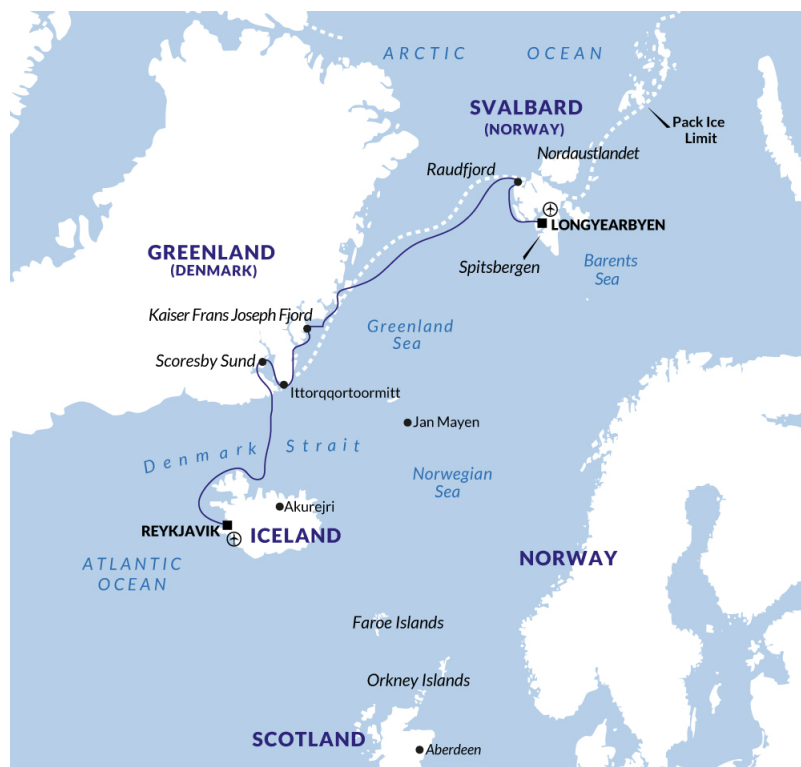 ARCTIC OCEAN
SVALBARD
(NORWAY)
Pack Ice
Limit
Nordaustlandet
Raudfjord
LONGYEARBYEN
GREENLAND
(DENMARK)
Spitsbergen
Barents
Sea
Kaiser Frans Joseph Fjord
Greenland
Sea
Scoresby Sund
Ittorqqortoormitt
Jan Mayen
Denmark Strait
Norwegian
Sea
Akurejri
REYKJAVIK
ICELAND
ATLANTIC
OCEAN
NORWAY
Faroe Islands
Orkney Islands
SCOTLAND
Aberdeen